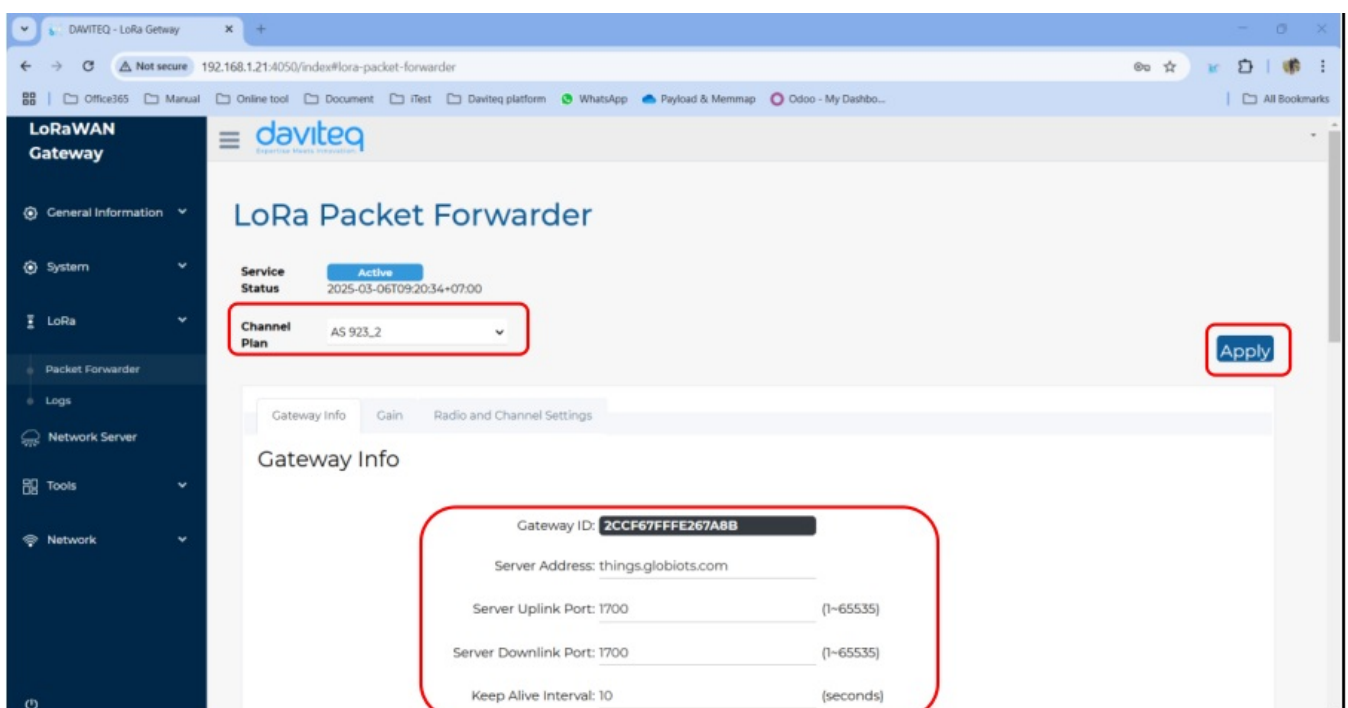 DAVITEQ - LoRa Getway
Not secure 192.168.1.21:4050/index#lora-packet-forwarder
Office365 Manual Online tool Document iTest Daviteq platform WhatsApp Payload & Memmap Odoo - My Dashbo... All Bookmarks
LoRaWAN
Gateway
daviteq
Expertise Meets Innovation
General Information
System
LoRa
Packet Forwarder
Logs
Network Server
Tools
Network
LoRa Packet Forwarder
Service
Status
Active
2025-03-06T09:20:34+07:00
Channel
Plan
AS 923_2
Apply
Gateway Info Gain Radio and Channel Settings
Gateway Info
Gateway ID: 2CCF67FFFE267A8B
Server Address: things.globiots.com
Server Uplink Port: 1700 (1~65535)
Server Downlink Port: 1700 (1~65535)
Keep Alive Interval: 10 (seconds)